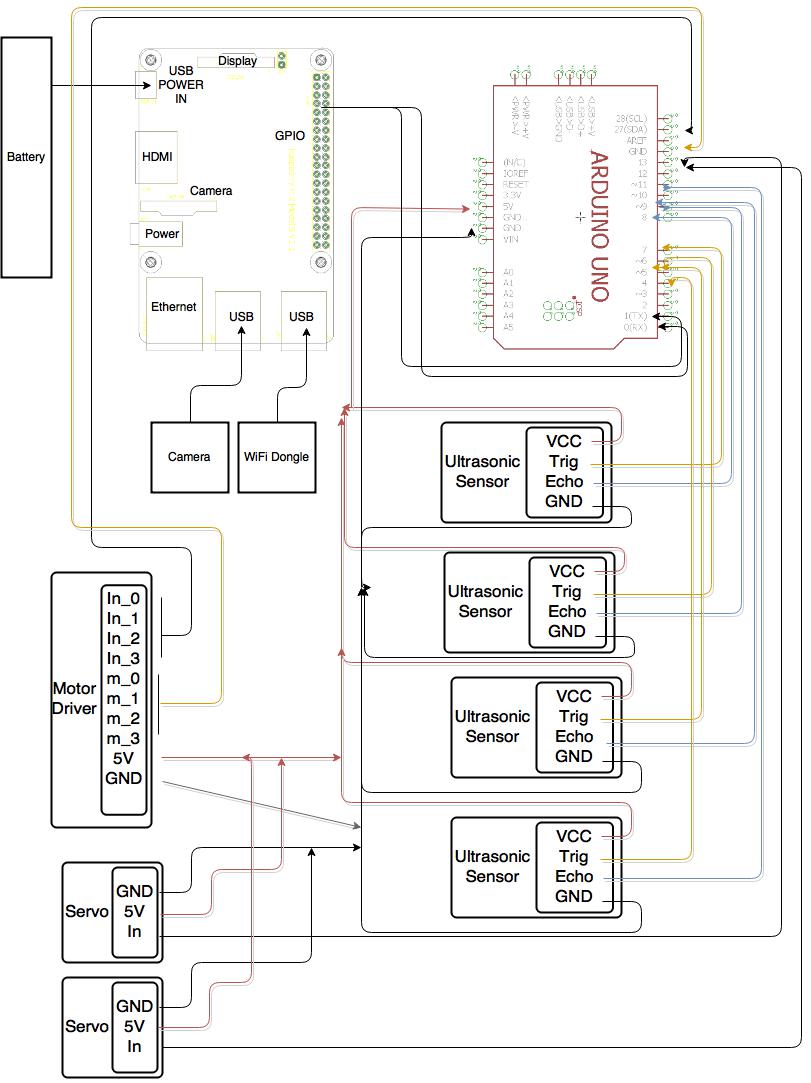 Battery
USB
POWER
IN
Display
GPIO
HDMI
Camera
Power
Ethernet
USB
USB
Camera
WiFi Dongle
ARDUINO UNO
ICSP
(N/C)
IOREF
RESET
3.3V
5V
GND
GND
VIN
A0
A1
A2
A3
A4
A5
28(SCL)
27(SDA)
AREF
GND
13
12
~11
~10
~9
8
7
~6
~5
4
~3
2
1(TX)
0(RX)
Ultrasonic
Sensor
VCC
Trig
Echo
GND
Ultrasonic
Sensor
VCC
Trig
Echo
GND
Ultrasonic
Sensor
VCC
Trig
Echo
GND
Ultrasonic
Sensor
VCC
Trig
Echo
GND
Motor
Driver
In_0
In_1
In_2
In_3
m_0
m_1
m_2
m_3
5V
GND
Servo
GND
5V
In
Servo
GND
5V
In